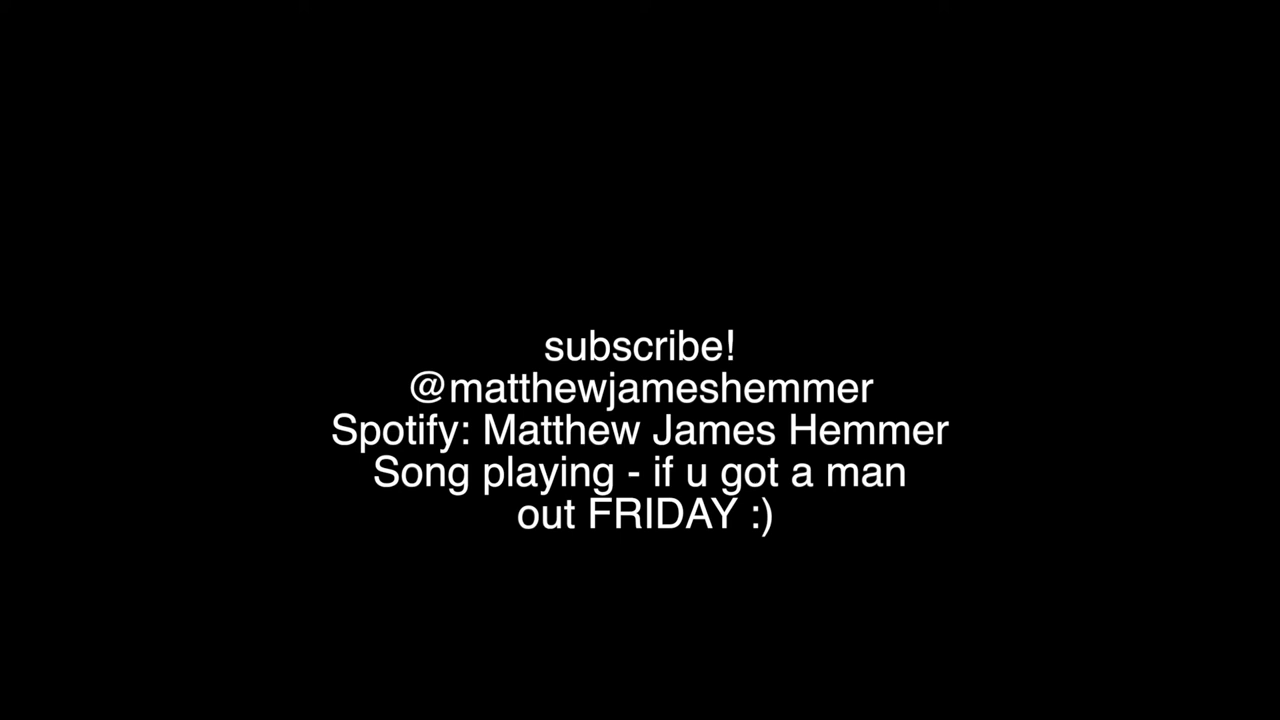 subscribe!
@matthewjameshemmer
Spotify: Matthew James Hemmer
Song playing - if u got a man
out FRIDAY :)